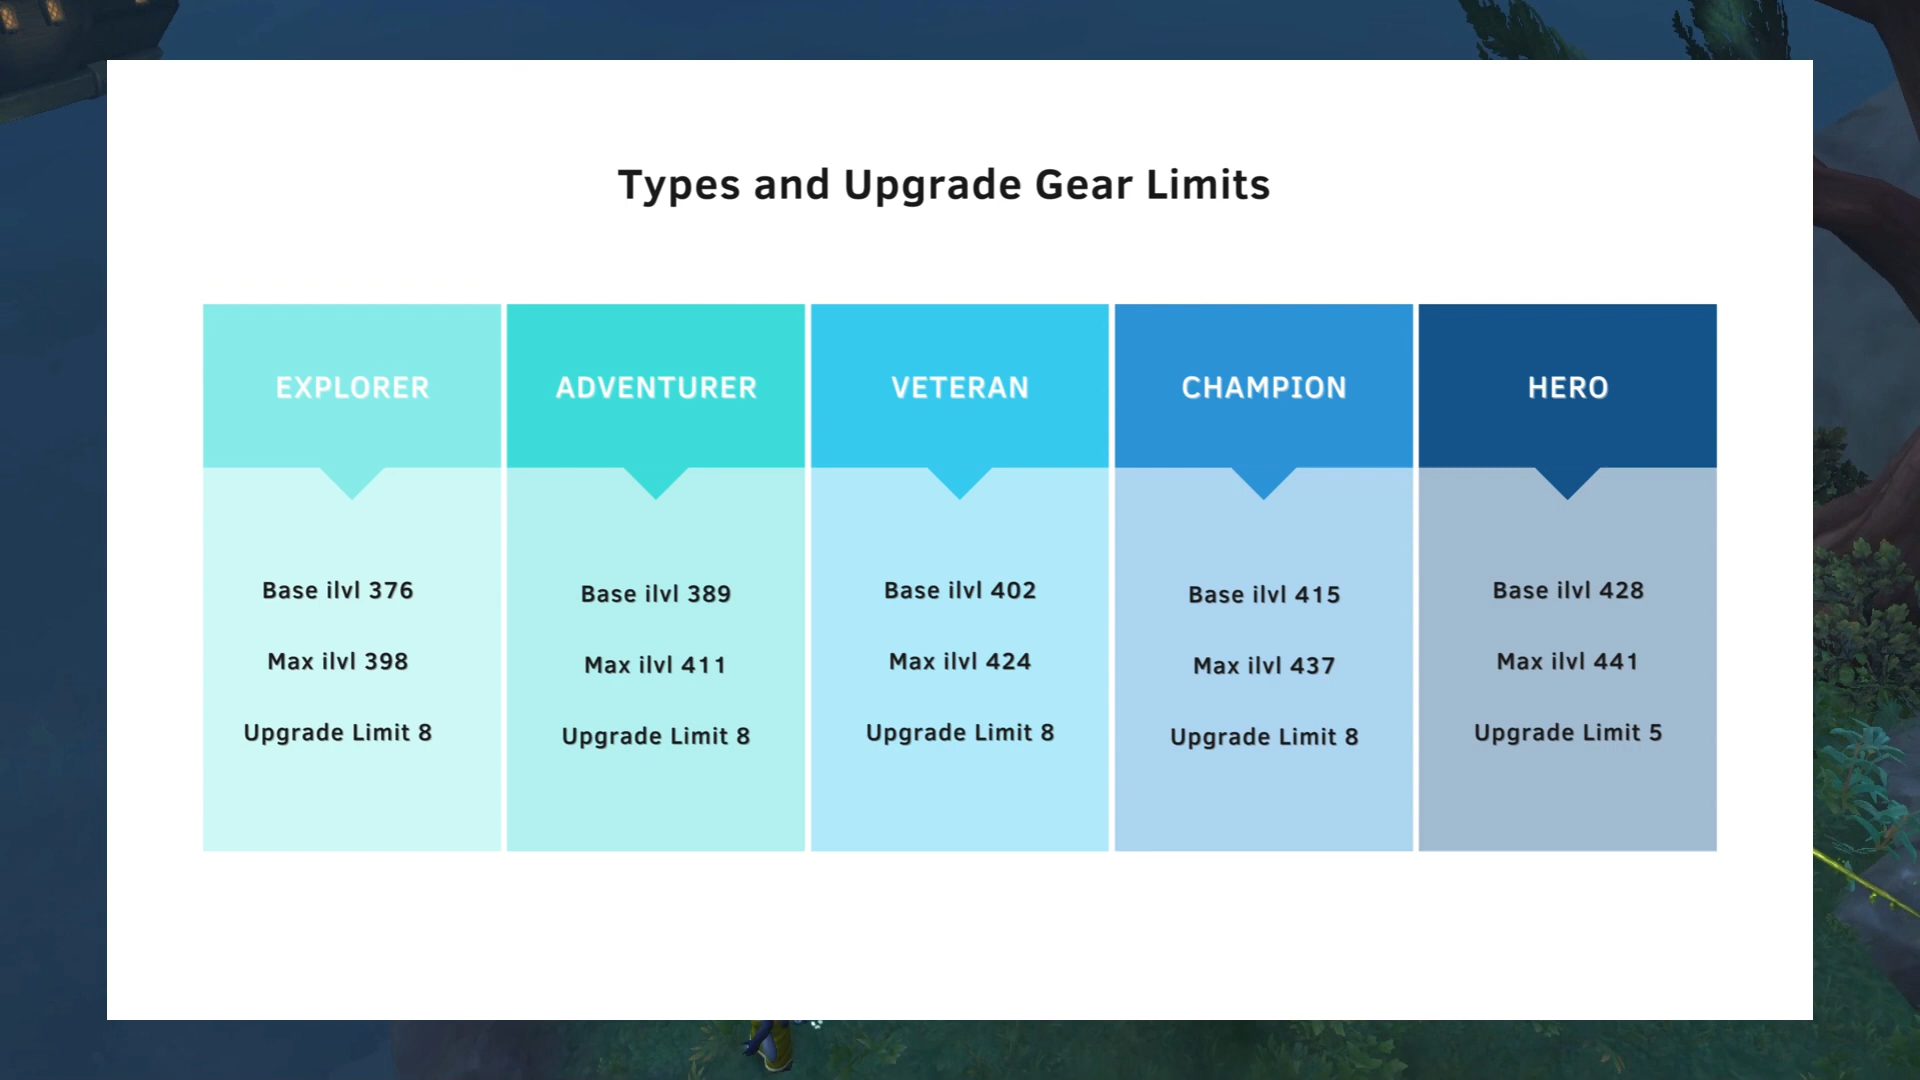 Types and Upgrade Gear Limits
EXPLORER
Base ilvl 376
Max ilvl 398
Upgrade Limit 8
ADVENTURER
Base ilvl 389
Max ilvl 411
Upgrade Limit 8
VETERAN
Base ilvl 402
Max ilvl 424
Upgrade Limit 8
CHAMPION
Base ilvl 415
Max ilvl 437
Upgrade Limit 8
HERO
Base ilvl 428
Max ilvl 441
Upgrade Limit 5